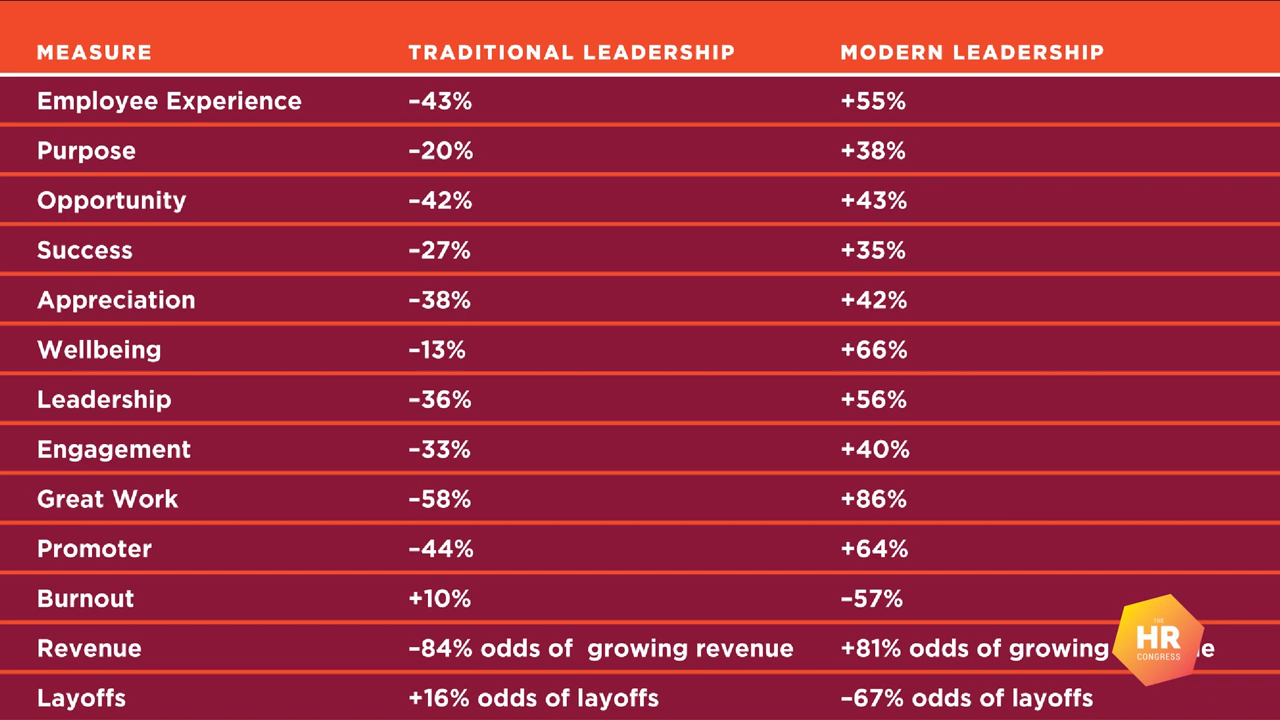 MEASURE TRADITIONAL LEADERSHIP MODERN LEADERSHIP
Employee Experience –43% +55%
Purpose –20% +38%
Opportunity –42% +43%
Success –27% +35%
Appreciation –38% +42%
Wellbeing –13% +66%
Leadership –36% +56%
Engagement –33% +40%
Great Work –58% +86%
Promoter –44% +64%
Burnout +10% –57%
Revenue –84% odds of growing revenue +81% odds of growing
Layoffs +16% odds of layoffs –67% odds of layoffs
THE
HR
CONGRESS